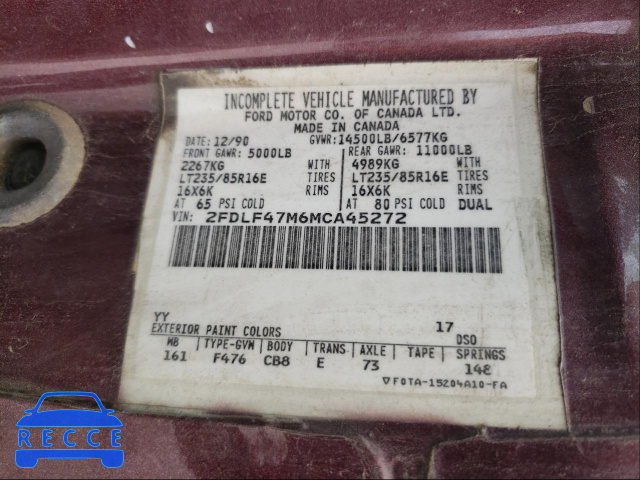 INCOMPLETE VEHICLE MANUFACTURED BY
FORD MOTOR CO. OF CANADA LTD.
MADE IN CANADA
DATE: 12/90 GVWR: 14500LB/6577KG
FRONT GAWR: 5000LB REAR GAWR: 11000LB
2267KG WITH 4989KG WITH
LT235/85R16E TIRES LT235/85R16E TIRES
16X6K RIMS 16X6K RIMS
AT 65 PSI COLD AT 80 PSI COLD DUAL
VIN: 2FDLF47M6MCA45272
YY 17
EXTERIOR PAINT COLORS DSO
WB TYPE-GVW BODY TRANS AXLE TAPE SPRINGS
161 F476 CB8 E 73 148
▽F0TA-15204A10-FA
RECCE